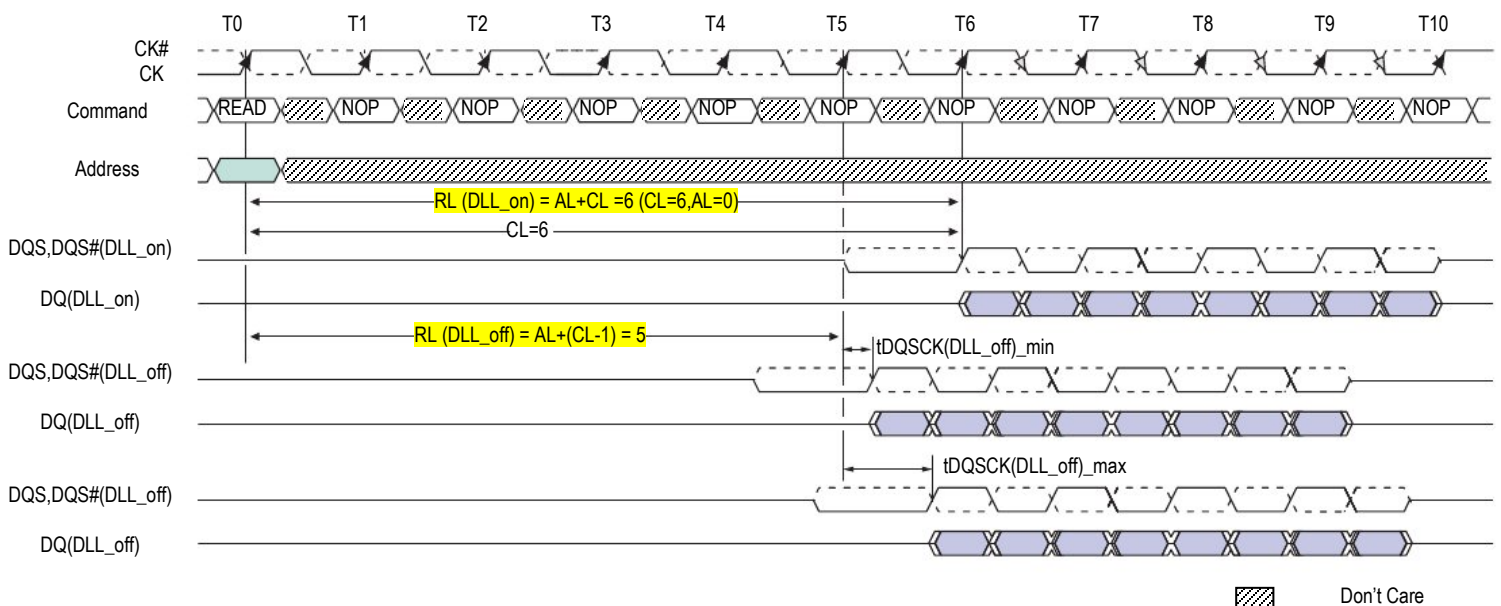 T0 T1 T2 T3 T4 T5 T6 T7 T8 T9 T10
CK#
CK
Command READ NOP NOP NOP NOP NOP NOP NOP NOP NOP NOP
Address
RL (DLL_on) = AL+CL =6 (CL=6,AL=0)
CL=6
DQS,DQS#(DLL_on)
DQ(DLL_on)
RL (DLL_off) = AL+(CL-1) = 5
tDQSCK(DLL_off)_min
DQS,DQS#(DLL_off)
DQ(DLL_off)
tDQSCK(DLL_off)_max
DQS,DQS#(DLL_off)
DQ(DLL_off)
Don't Care